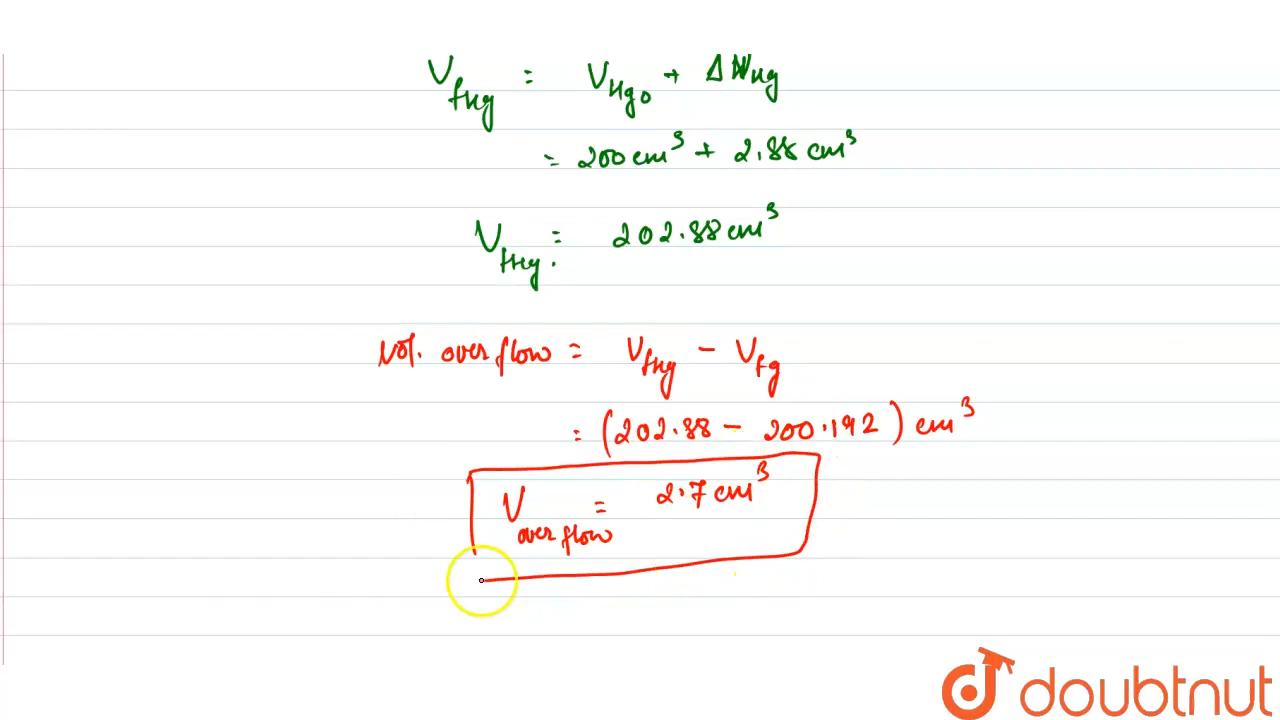 V_fHg = V_Hg₀ + ΔV_Hg
= 200 cm³ + 2.88 cm³
V_fHg. = 202.88 cm³
Vol. overflow = V_fHg - V_fg
= (202.88 - 200.192) cm³
V_overflow = 2.7 cm³
doubtnut